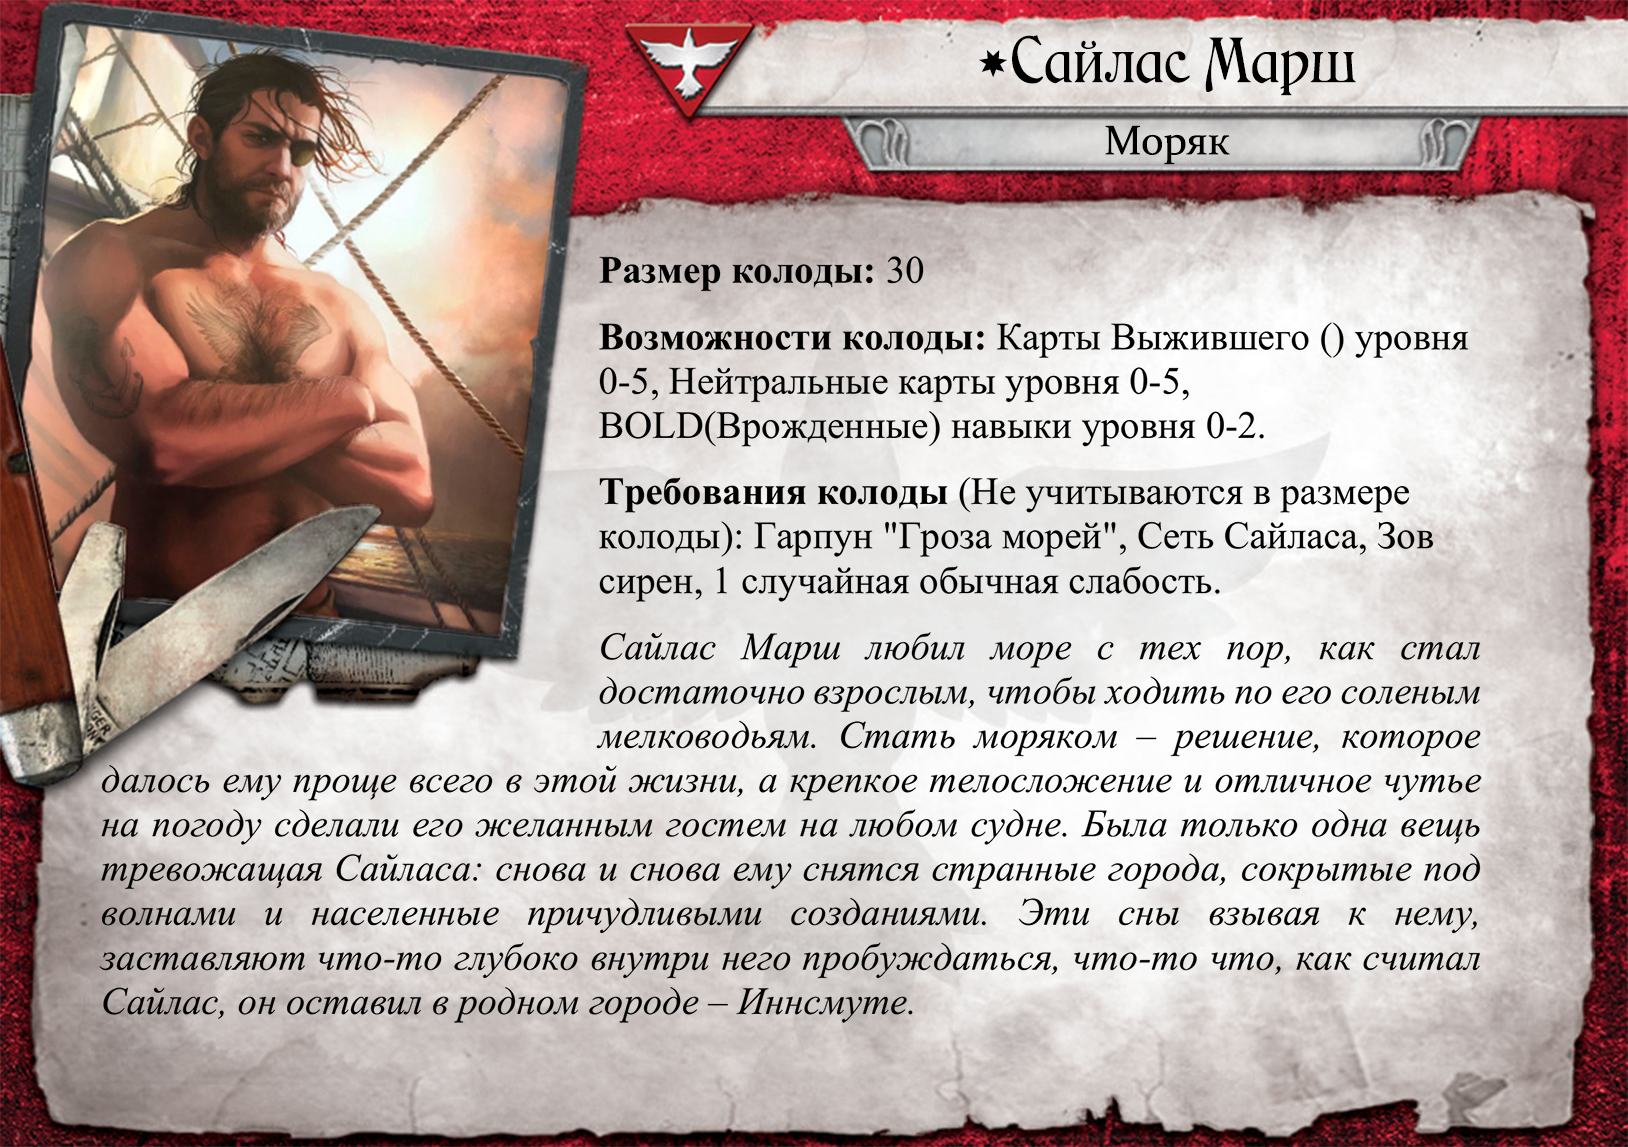 Сайлас Марш
Моряк
Размер колоды: 30
Возможности колоды: Карты Выжившего () уровня
0-5, Нейтральные карты уровня 0-5,
BOLD(Врожденные) навыки уровня 0-2.
Требования колоды (Не учитываются в размере
колоды): Гарпун "Гроза морей", Сеть Сайласа, Зов
сирен, 1 случайная обычная слабость.
Сайлас Марш любил море с тех пор, как стал
достаточно взрослым, чтобы ходить по его соленым
мелководьям. Стать моряком – решение, которое
далось ему проще всего в этой жизни, а крепкое телосложение и отличное чутье
на погоду сделали его желанным гостем на любом судне. Была только одна вещь
тревожащая Сайласа: снова и снова ему снятся странные города, сокрытые под
волнами и населенные причудливыми созданиями. Эти сны взывая к нему,
заставляют что-то глубоко внутри него пробуждаться, что-то что, как считал
Сайлас, он оставил в родном городе – Иннсмуте.